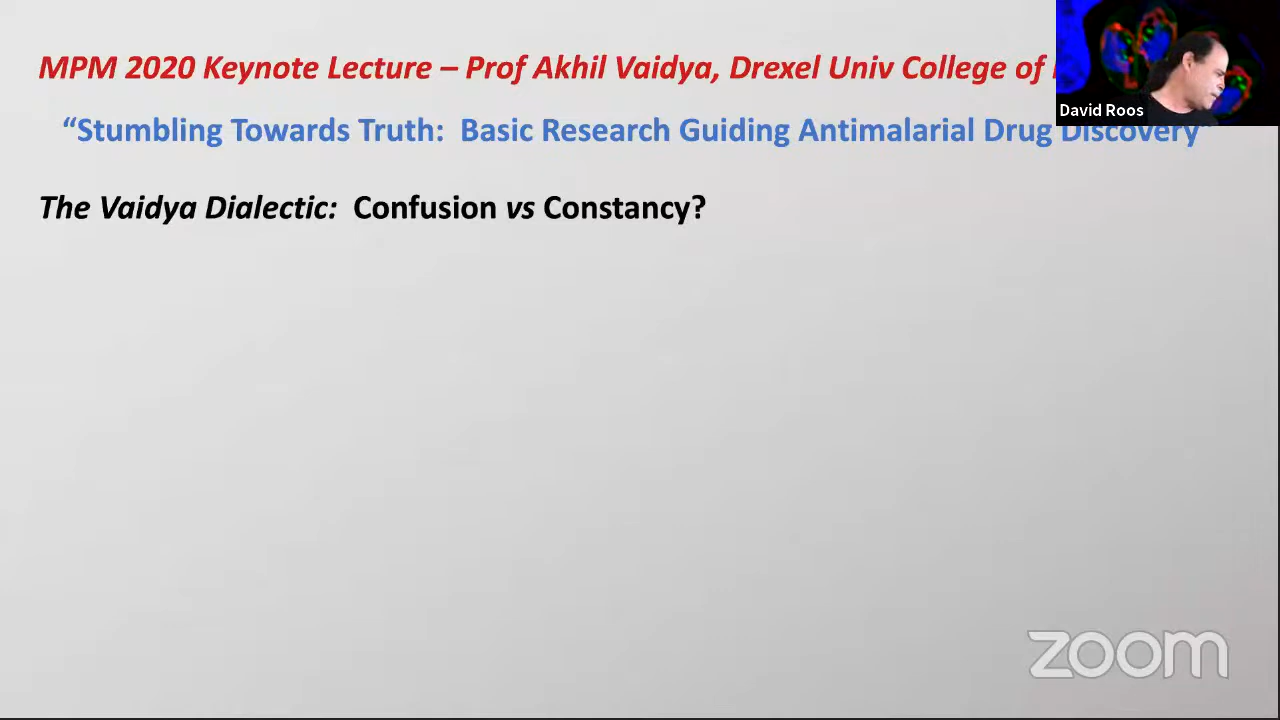 MPM 2020 Keynote Lecture – Prof Akhil Vaidya, Drexel Univ College of
David Roos
“Stumbling Towards Truth: Basic Research Guiding Antimalarial Drug Discovery”
The Vaidya Dialectic: Confusion vs Constancy?
zoom